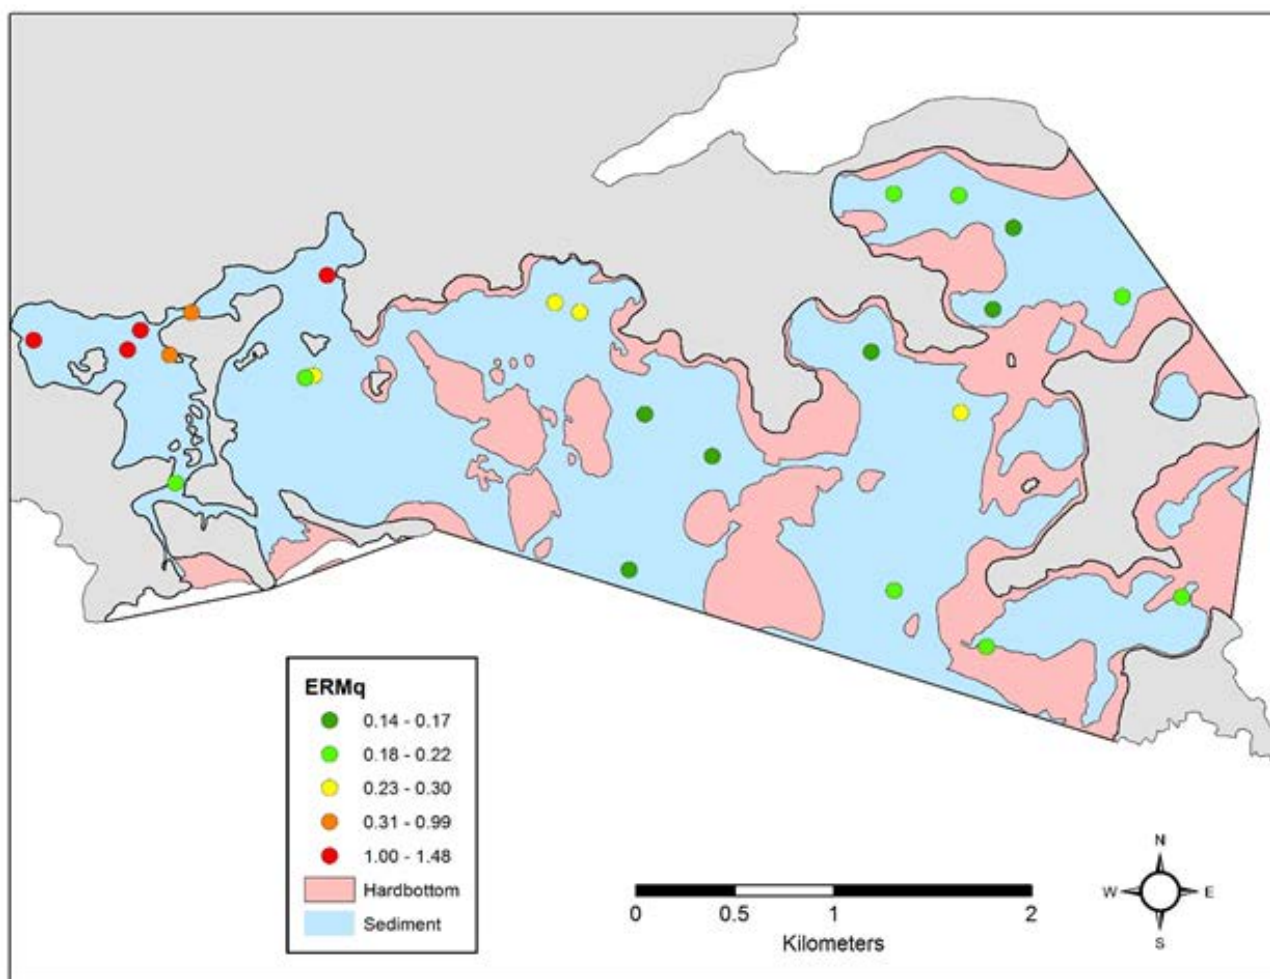 ERMq
0.14 - 0.17
0.18 - 0.22
0.23 - 0.30
0.31 - 0.99
1.00 - 1.48
Hardbottom
Sediment
0 0.5 1 2
Kilometers
N
W E
S